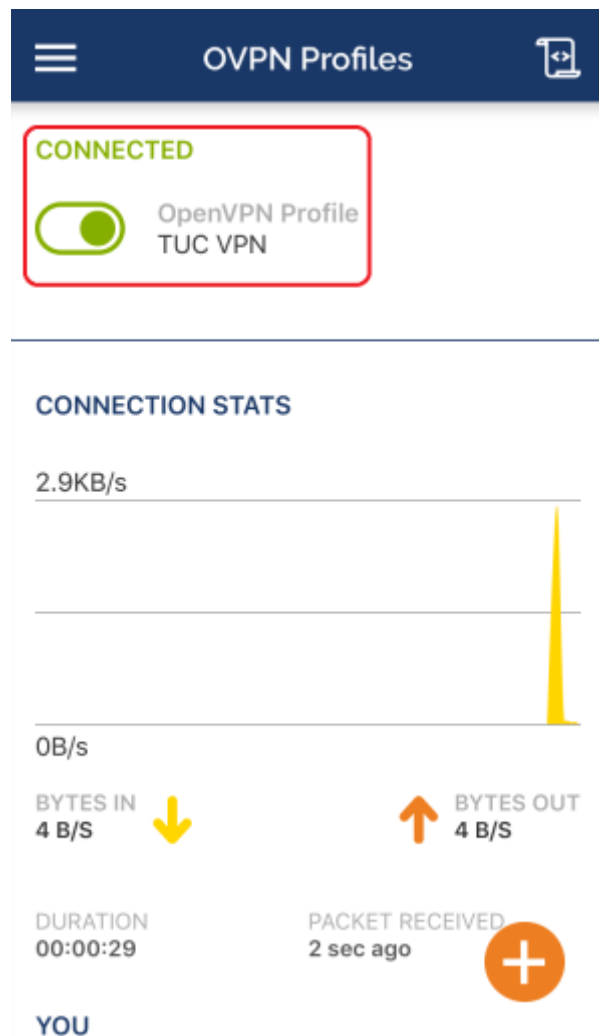 OVPN Profiles
CONNECTED
OpenVPN Profile
TUC VPN
CONNECTION STATS
2.9KB/s
0B/s
BYTES IN
4 B/S
BYTES OUT
4 B/S
DURATION
00:00:29
PACKET RECEIVED
2 sec ago
YOU